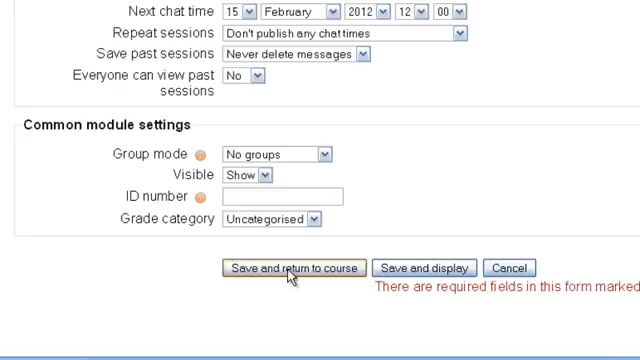 Next chat time 15 February 2012 12 00
Repeat sessions Don't publish any chat times
Save past sessions Never delete messages
Everyone can view past No
sessions
Common module settings
Group mode No groups
Visible Show
ID number
Grade category Uncategorised
Save and return to course Save and display Cancel
There are required fields in this form marked